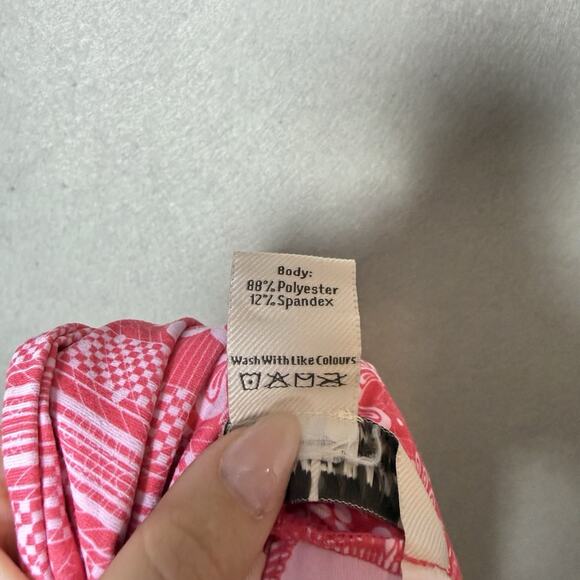 Body:
88% Polyester
12% Spandex
Wash With Like Colours